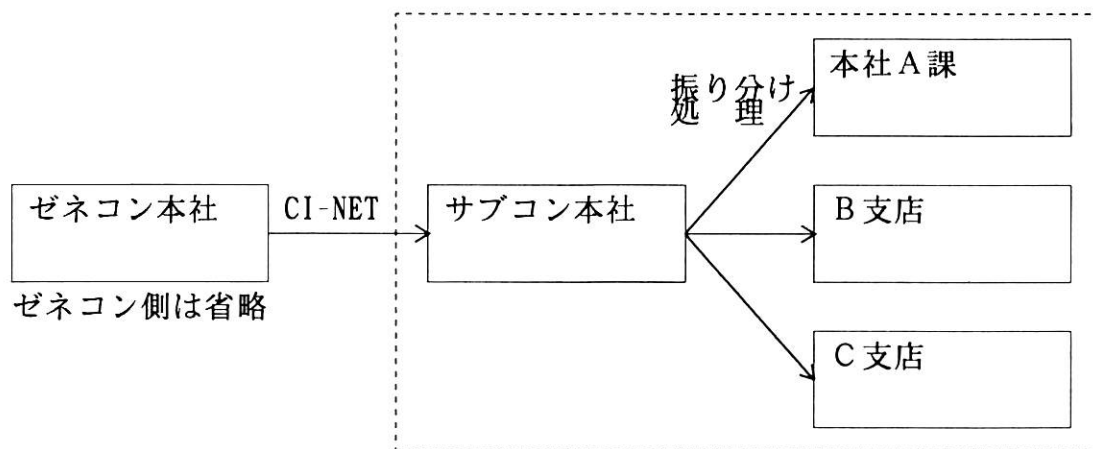 本社A課
振り分け
処理
ゼネコン本社
CI-NET
サブコン本社
B支店
ゼネコン側は省略
C支店